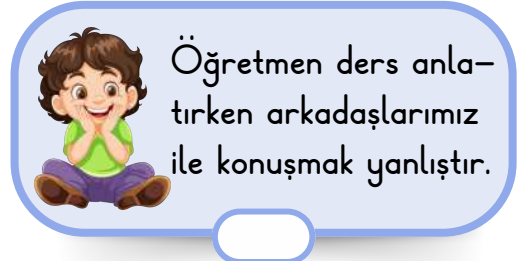 Öğretmen ders anla-
tırken arkadaşlarımız
ile konuşmak yanlıştır.